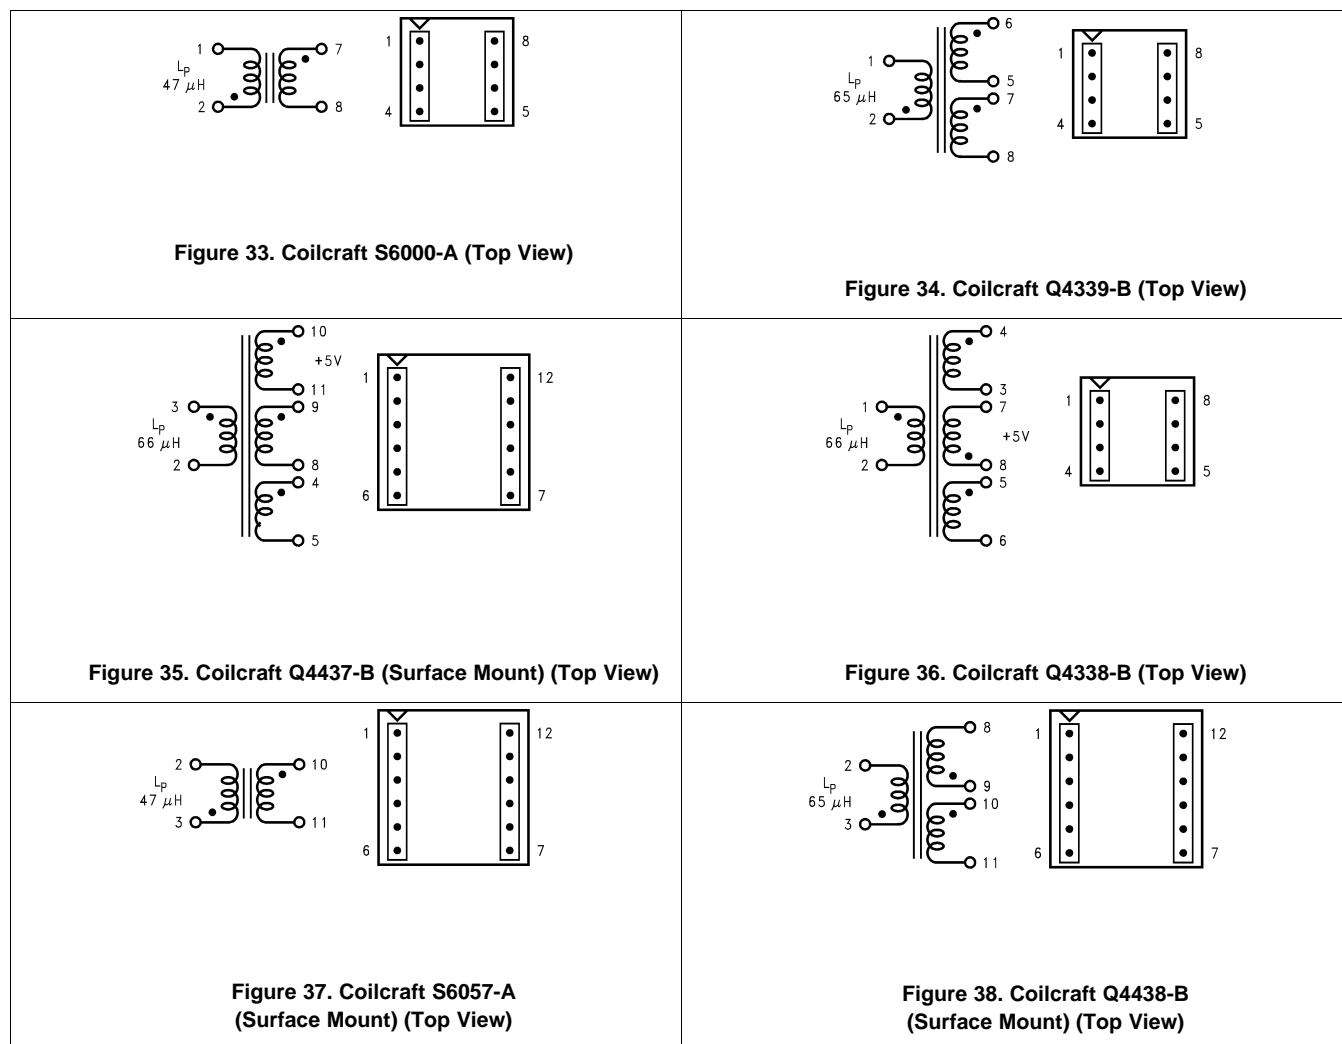 1
7
L_P
47 μH
2
8
1
8
4
5
Figure 33. Coilcraft S6000-A (Top View)
6
1
L_P
65 μH
5
7
2
8
1
8
4
5
Figure 34. Coilcraft Q4339-B (Top View)
10
+5V
11
3
9
L_P
66 μH
2
8
4
5
1
12
6
7
Figure 35. Coilcraft Q4437-B (Surface Mount) (Top View)
4
3
1
7
L_P
66 μH
+5V
2
8
5
6
1
8
4
5
Figure 36. Coilcraft Q4338-B (Top View)
2
10
L_P
47 μH
3
11
1
12
6
7
Figure 37. Coilcraft S6057-A
(Surface Mount) (Top View)
8
2
L_P
65 μH
9
10
3
11
1
12
6
7
Figure 38. Coilcraft Q4438-B
(Surface Mount) (Top View)